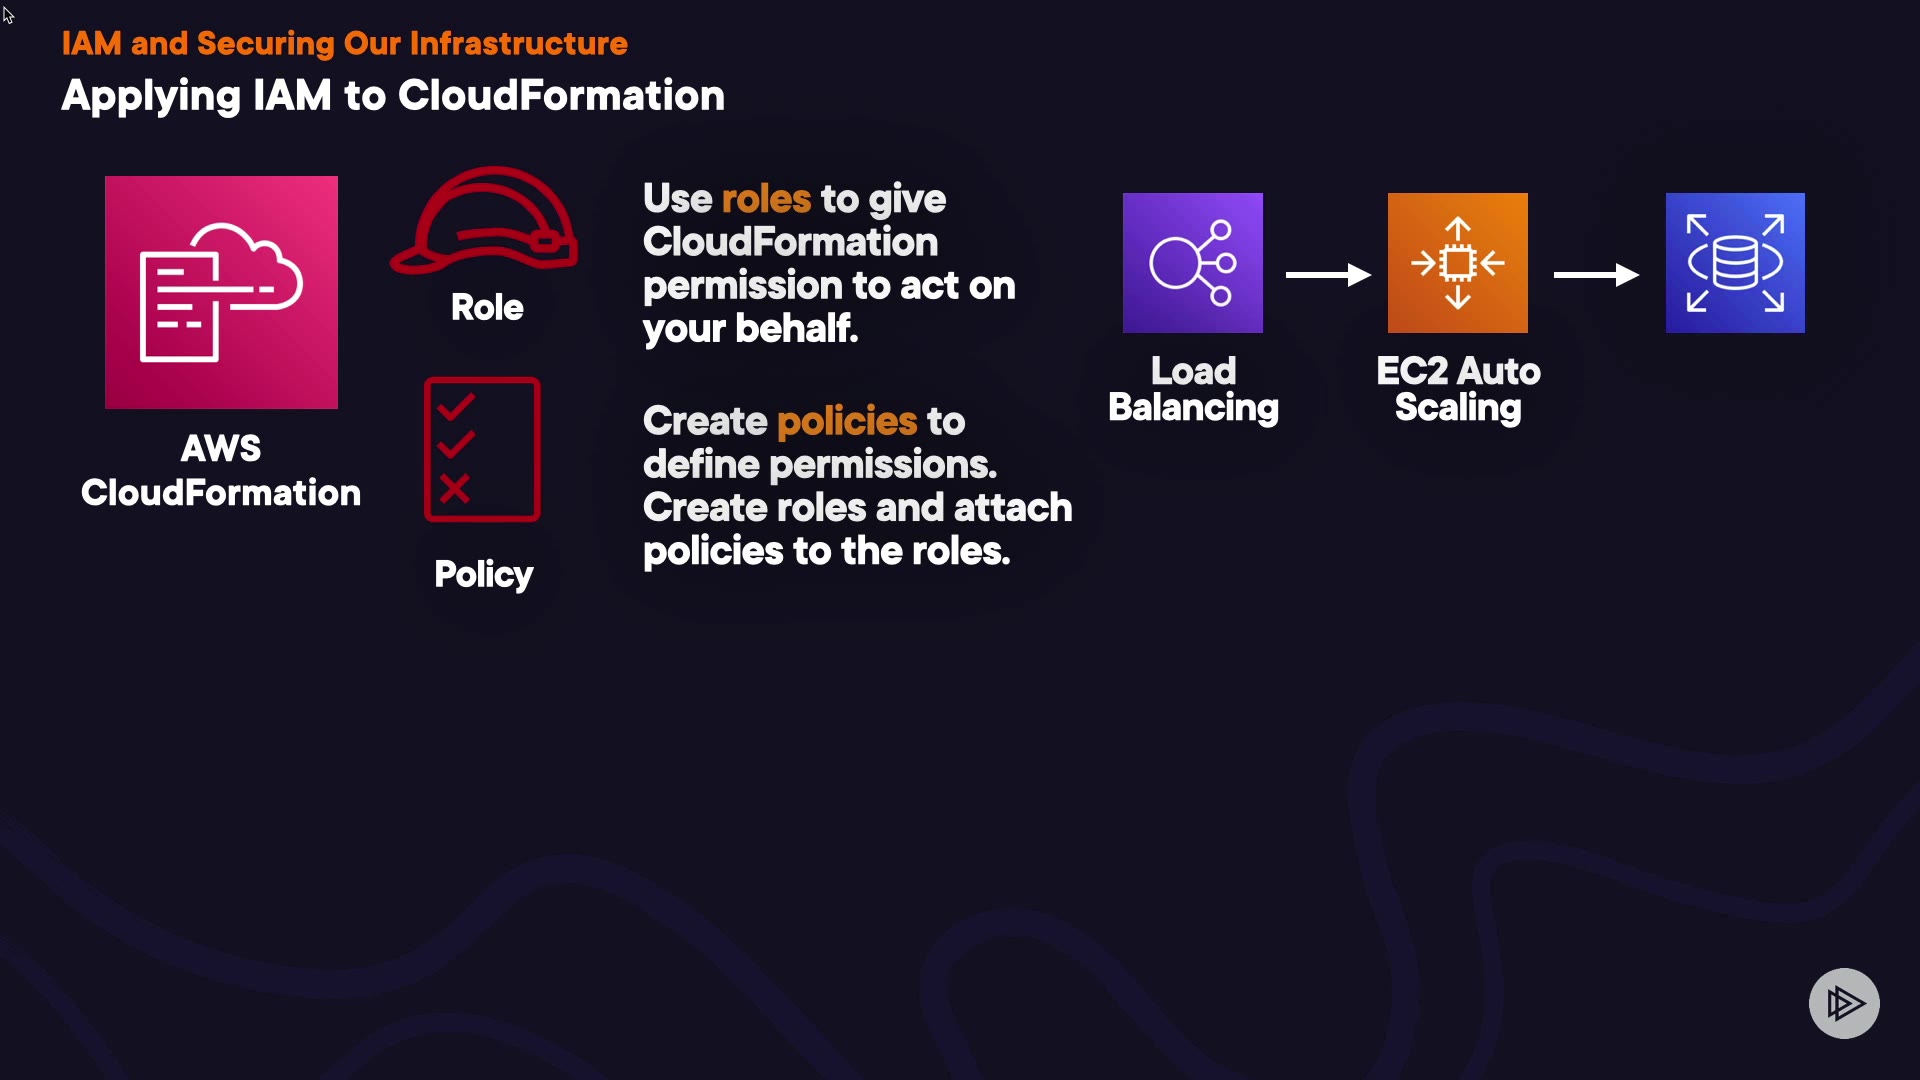 IAM and Securing Our Infrastructure
Applying IAM to CloudFormation
AWS
CloudFormation
Role
Policy
Use roles to give
CloudFormation
permission to act on
your behalf.
Create policies to
define permissions.
Create roles and attach
policies to the roles.
Load
Balancing
EC2 Auto
Scaling